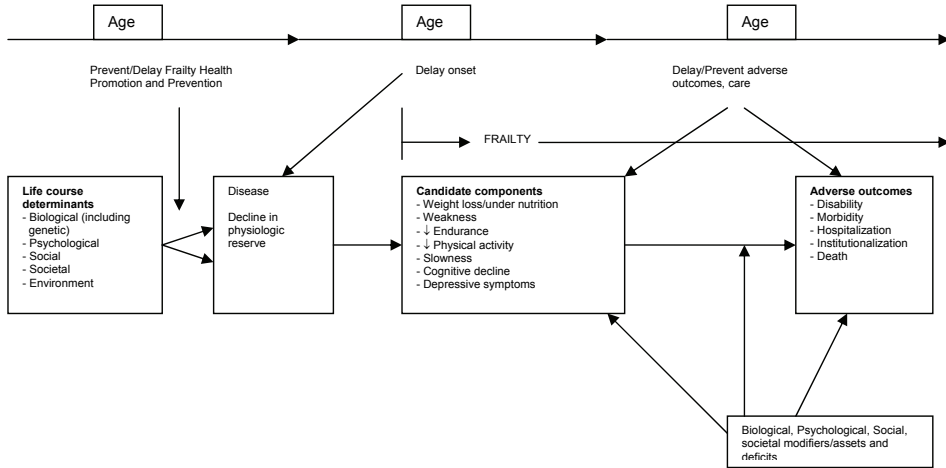 Age
Age
Age
Prevent/Delay Frailty Health
Promotion and Prevention
Delay onset
Delay/Prevent adverse
outcomes, care
FRAILTY
Life course
determinants
- Biological (including
genetic)
- Psychological
- Social
- Societal
- Environment
Disease
Decline in
physiologic
reserve
Candidate components
- Weight loss/under nutrition
- Weakness
- ↓ Endurance
- ↓ Physical activity
- Slowness
- Cognitive decline
- Depressive symptoms
Adverse outcomes
- Disability
- Morbidity
- Hospitalization
- Institutionalization
- Death
Biological, Psychological, Social,
societal modifiers/assets and
deficits